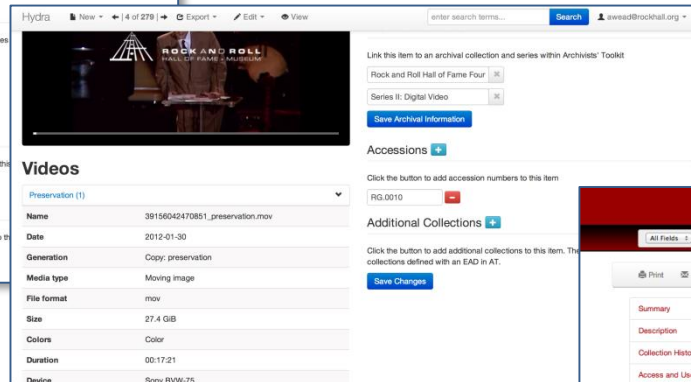 Hydra New 4 of 279 Export Edit View enter search terms... Search awead@rockhall.org
es
this
o th
ROCK AND ROLL
HALL OF FAME + MUSEUM
Videos
Preservation (1)
Name 39156042470851_preservation.mov
Date 2012-01-30
Generation Copy: preservation
Media type Moving image
File format mov
Size 27.4 GiB
Colors Color
Duration 00:17:21
Device Sony BVW-75
Link this item to an archival collection and series within Archivists' Toolkit
Rock and Roll Hall of Fame Four
Series II: Digital Video
Save Archival Information
Accessions
Click the button to add accession numbers to this item
RG.0010
Additional Collections
Click the button to add additional collections to this item. The
collections defined with an EAD in AT.
Save Changes
All Fields
Print
Summary
Description
Collection Histo
Access and Us